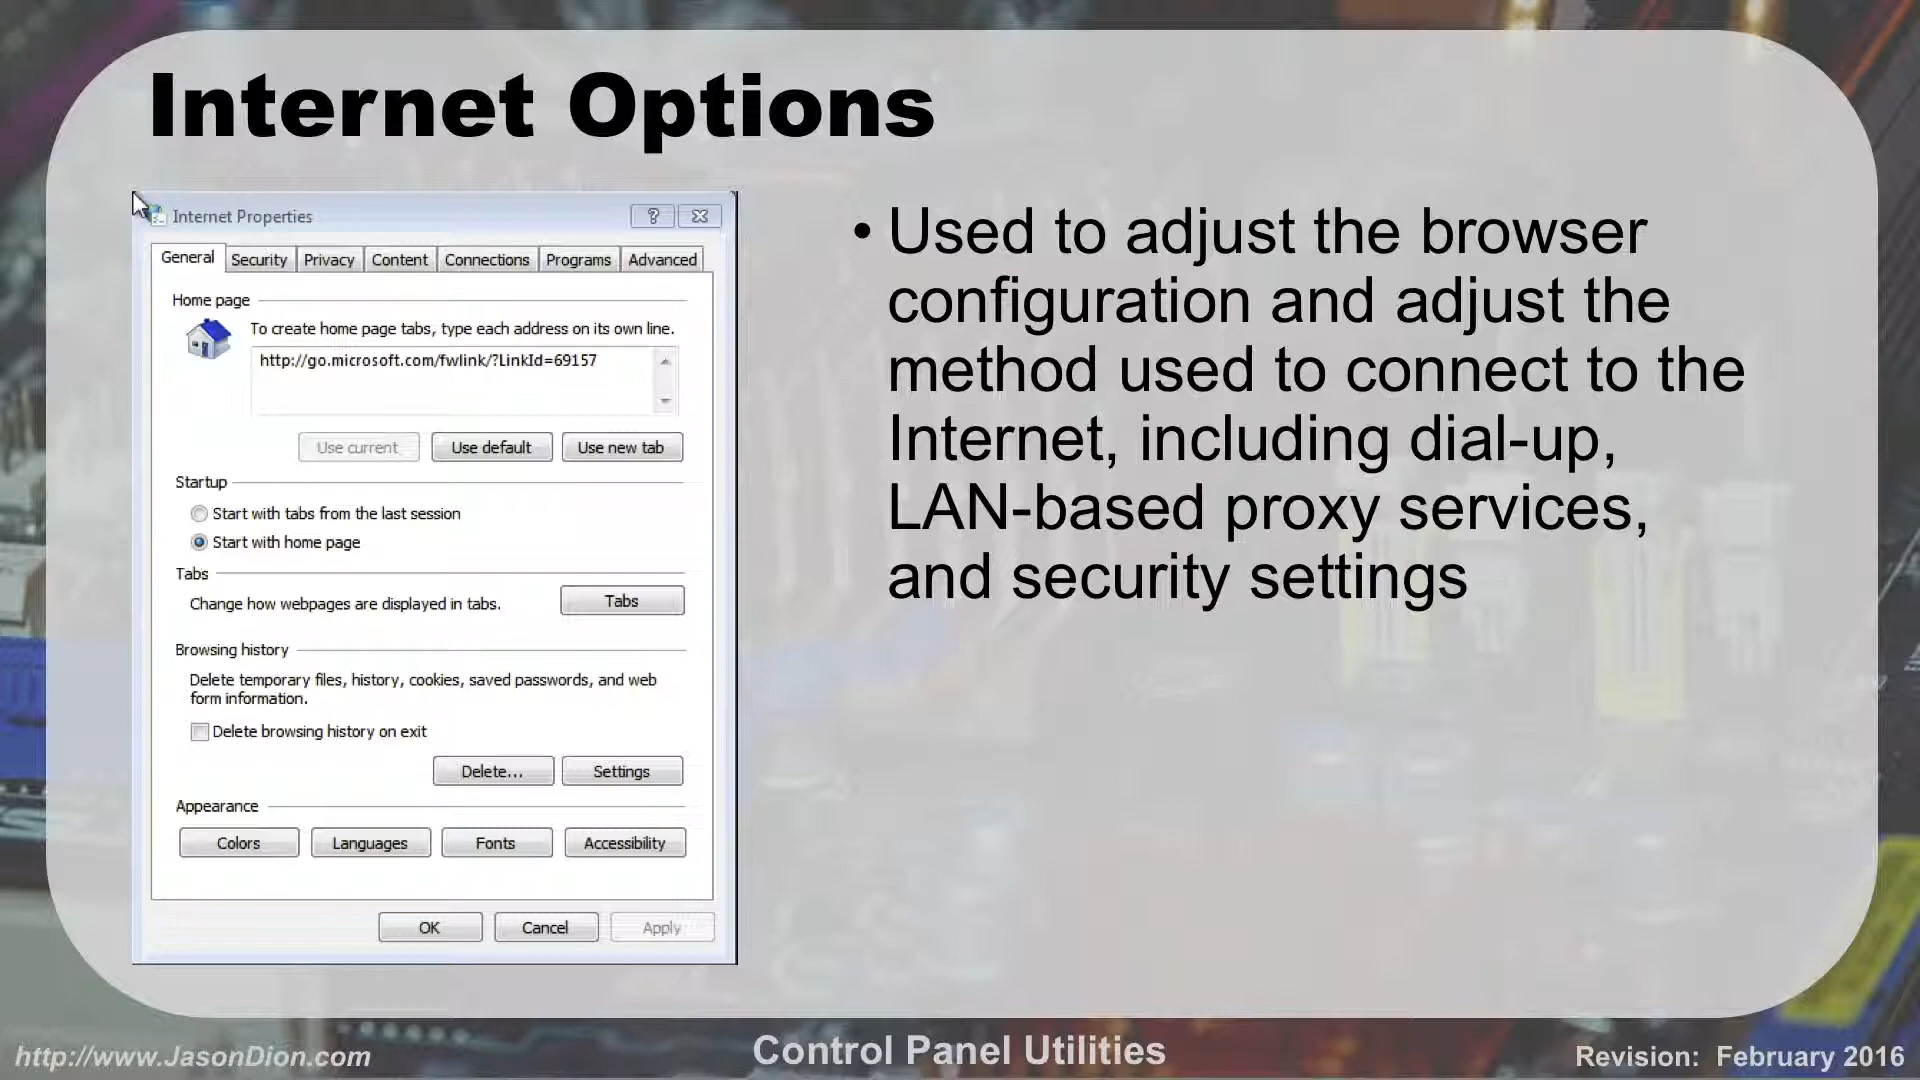 Internet Options
Internet Properties
General Security Privacy Content Connections Programs Advanced
Home page
To create home page tabs, type each address on its own line.
http://go.microsoft.com/fwlink/?LinkId=69157
Use current Use default Use new tab
Startup
Start with tabs from the last session
Start with home page
Tabs
Change how webpages are displayed in tabs. Tabs
Browsing history
Delete temporary files, history, cookies, saved passwords, and web
form information.
Delete browsing history on exit
Delete... Settings
Appearance
Colors Languages Fonts Accessibility
OK Cancel Apply
• Used to adjust the browser
configuration and adjust the
method used to connect to the
Internet, including dial-up,
LAN-based proxy services,
and security settings
http://www.JasonDion.com
Control Panel Utilities
Revision: February 2016